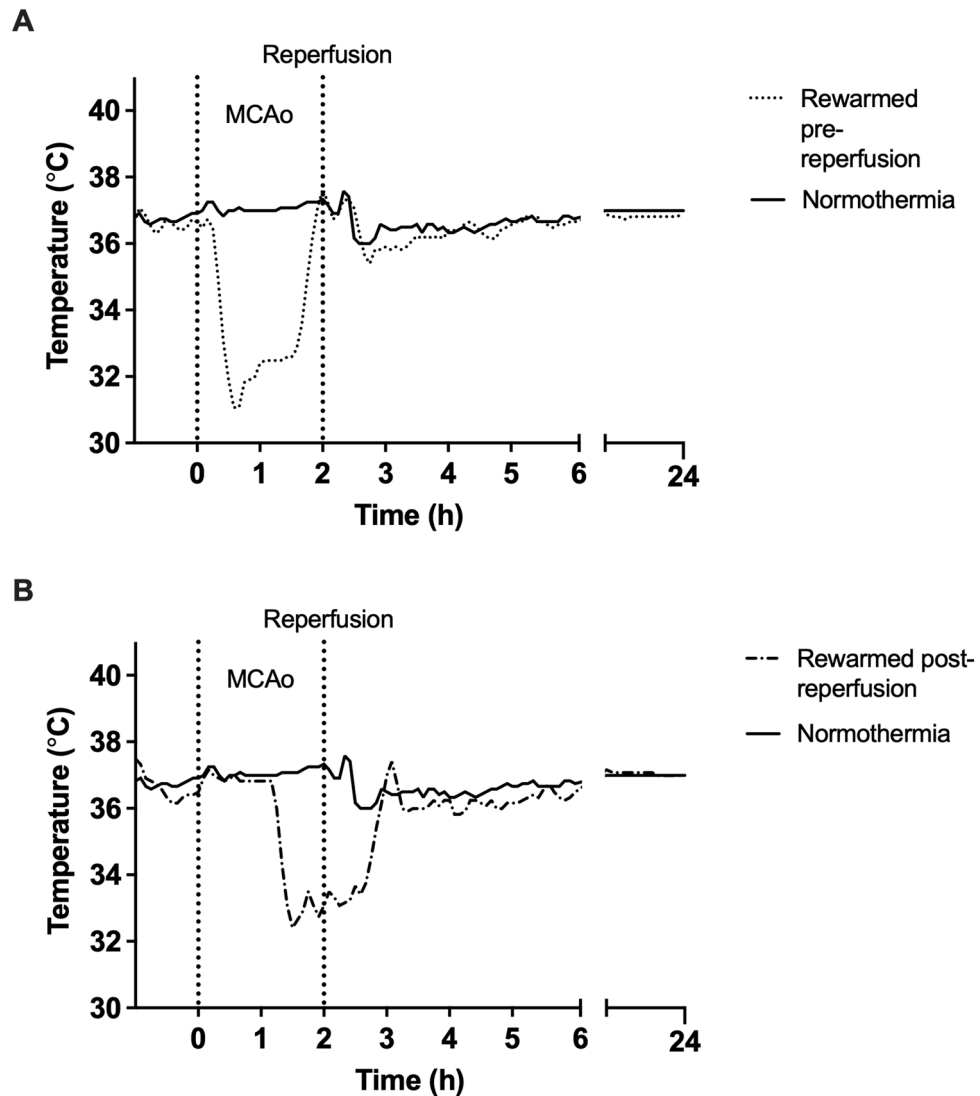 A
Reperfusion
MCAo
Rewarmed
pre-
reperfusion
Normothermia
Temperature (°C)
40
38
36
34
32
30
0 1 2 3 4 5 6 24
Time (h)
B
Reperfusion
MCAo
Rewarmed post-
reperfusion
Normothermia
Temperature (°C)
40
38
36
34
32
30
0 1 2 3 4 5 6 24
Time (h)